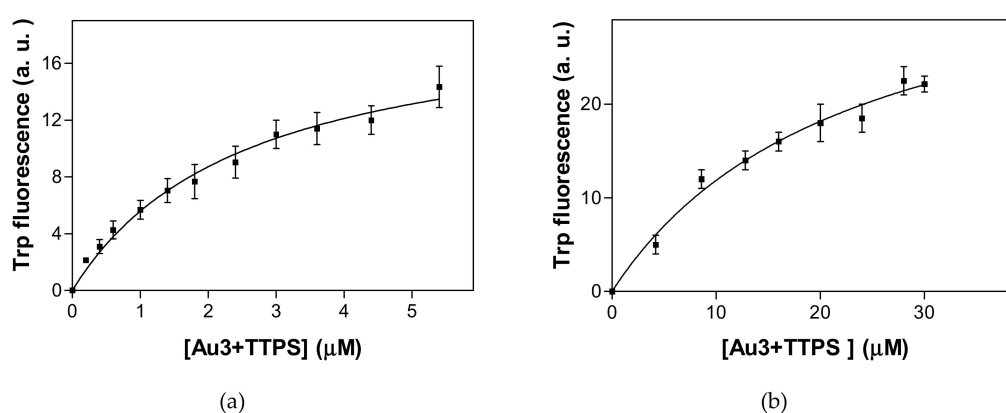 Trp fluorescence (a. u.)
16
12
8
4
0
0 1 2 3 4 5
[Au3+TTPS] (μM)
(a)
Trp fluorescence (a. u.)
20
10
0
0 10 20 30
[Au3+TTPS ] (μM)
(b)